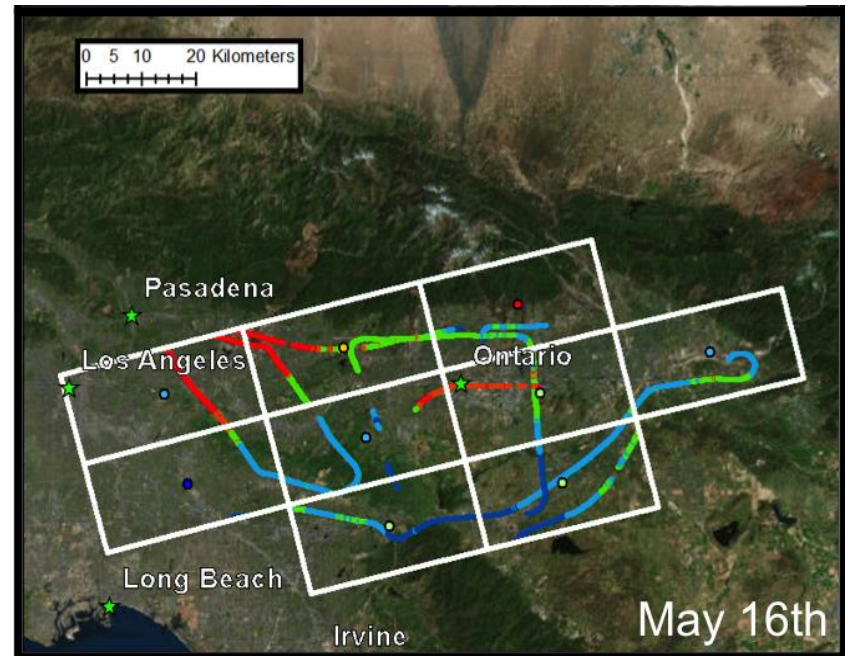 0 5 10 20 Kilometers
Pasadena
Los Angeles
Ontario
Long Beach
Irvine
May 16th